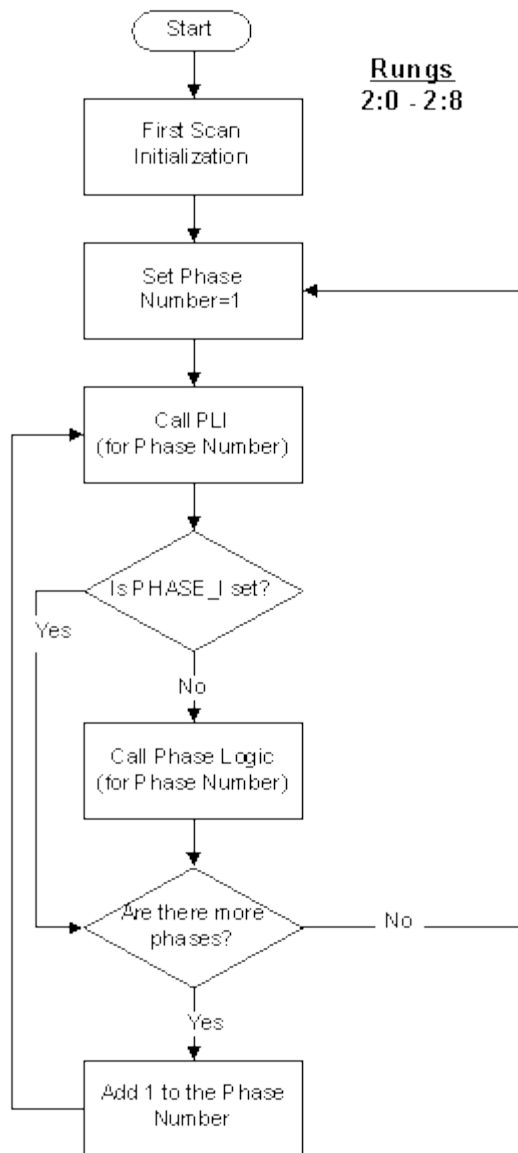 Start
Rungs
2:0 - 2:8
First Scan
Initialization
Set Phase
Number=1
Call PLI
(for Phase Number)
Is PHASE_I set?
Yes
No
Call Phase Logic
(for Phase Number)
Are there more
phases?
No
Yes
Add 1 to the Phase
Number